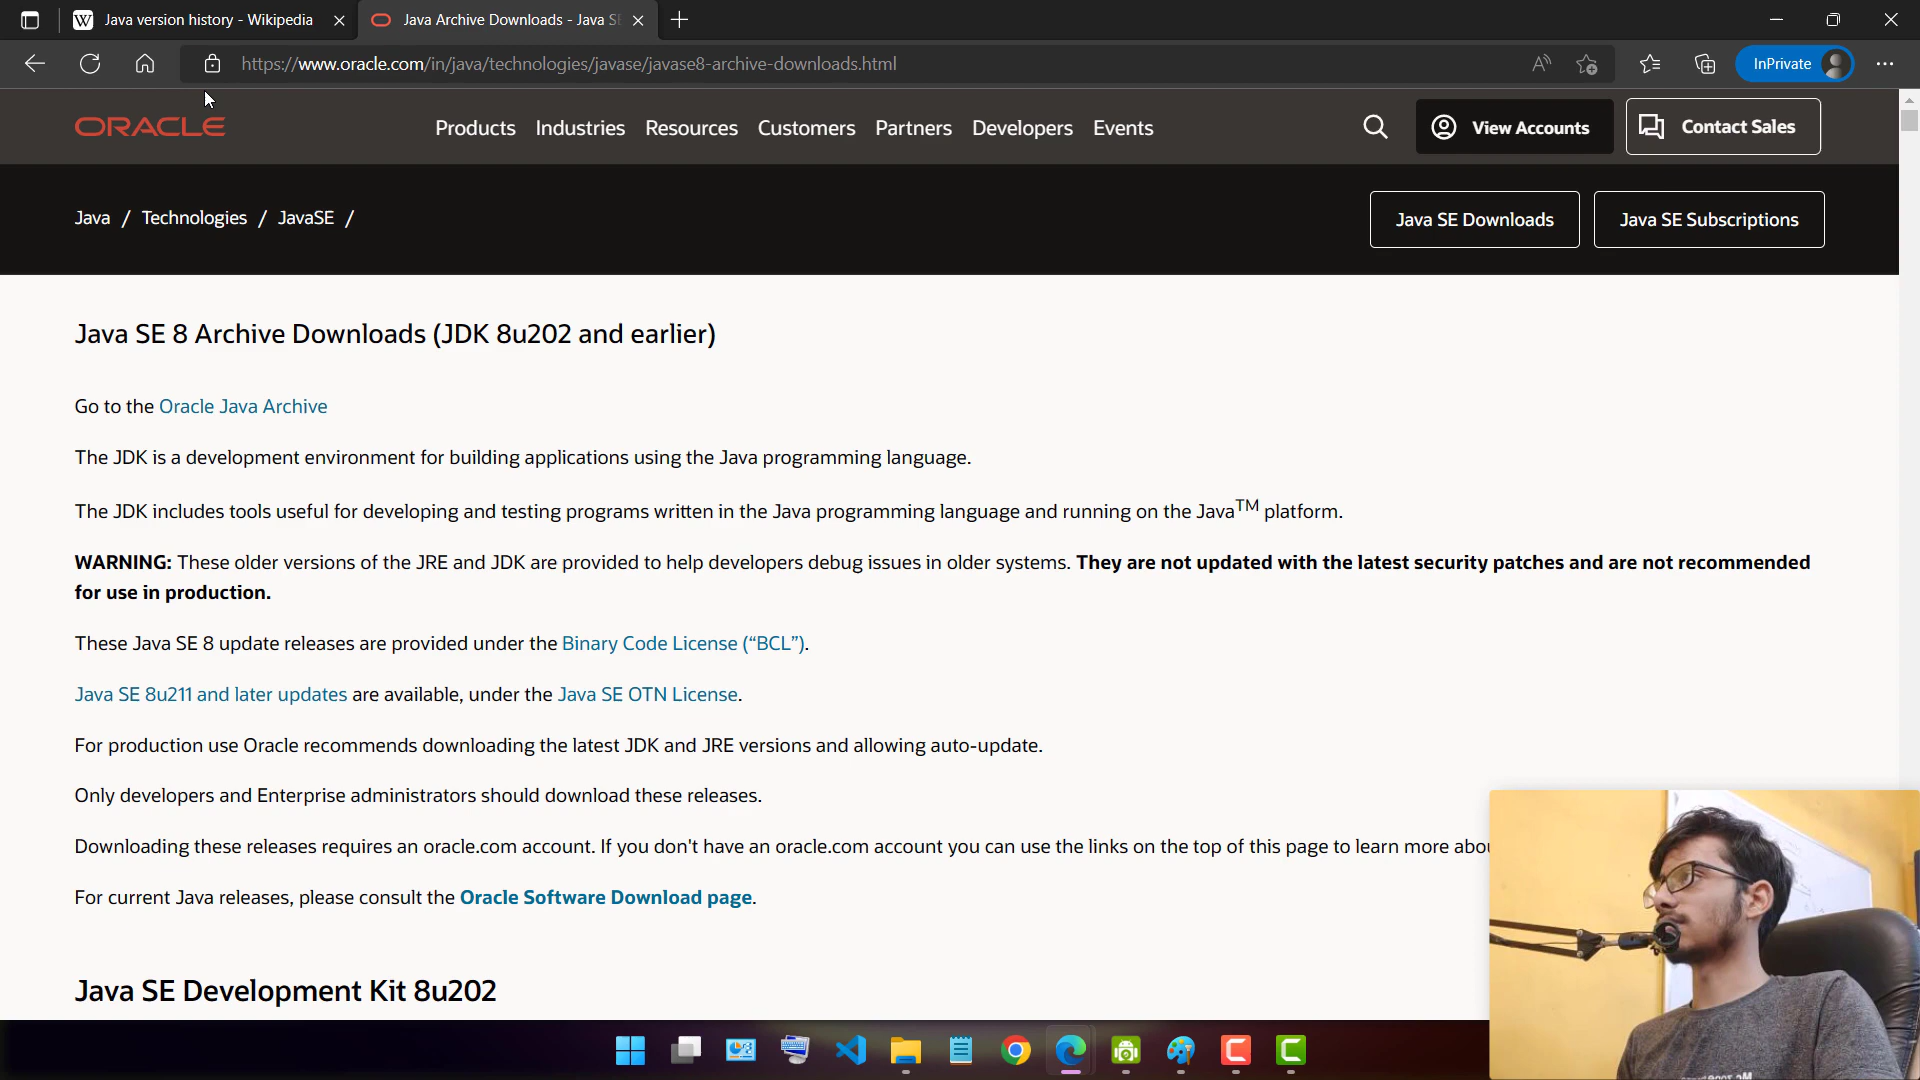 Java version history - Wikipedia
Java Archive Downloads - Java SE
https://www.oracle.com/in/java/technologies/javase/javase8-archive-downloads.html
InPrivate
ORACLE
Products Industries Resources Customers Partners Developers Events
View Accounts
Contact Sales
Java / Technologies / JavaSE /
Java SE Downloads
Java SE Subscriptions
Java SE 8 Archive Downloads (JDK 8u202 and earlier)
Go to the Oracle Java Archive
The JDK is a development environment for building applications using the Java programming language.
The JDK includes tools useful for developing and testing programs written in the Java programming language and running on the Java™ platform.
WARNING: These older versions of the JRE and JDK are provided to help developers debug issues in older systems. They are not updated with the latest security patches and are not recommended
for use in production.
These Java SE 8 update releases are provided under the Binary Code License (“BCL”).
Java SE 8u211 and later updates are available, under the Java SE OTN License.
For production use Oracle recommends downloading the latest JDK and JRE versions and allowing auto-update.
Only developers and Enterprise administrators should download these releases.
Downloading these releases requires an oracle.com account. If you don't have an oracle.com account you can use the links on the top of this page to learn more abou
For current Java releases, please consult the Oracle Software Download page.
Java SE Development Kit 8u202